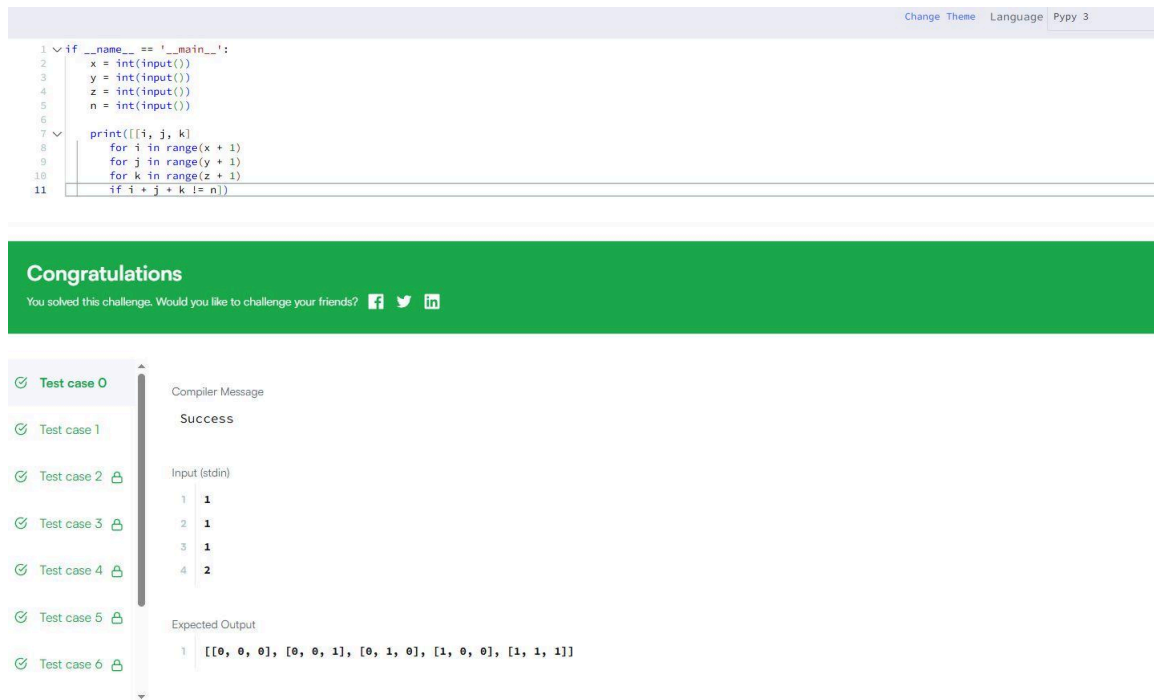 Change Theme Language Pypy 3
1 if __name__ == '__main__':
2 x = int(input())
3 y = int(input())
4 z = int(input())
5 n = int(input())
6
7 print([[i, j, k]
8 for i in range(x + 1)
9 for j in range(y + 1)
10 for k in range(z + 1)
11 if i + j + k != n])
Congratulations
You solved this challenge. Would you like to challenge your friends?
Test case 0
Test case 1
Test case 2
Test case 3
Test case 4
Test case 5
Test case 6
Compiler Message
Success
Input (stdin)
1 1
2 1
3 1
4 2
Expected Output
1 [[0, 0, 0], [0, 0, 1], [0, 1, 0], [1, 0, 0], [1, 1, 1]]